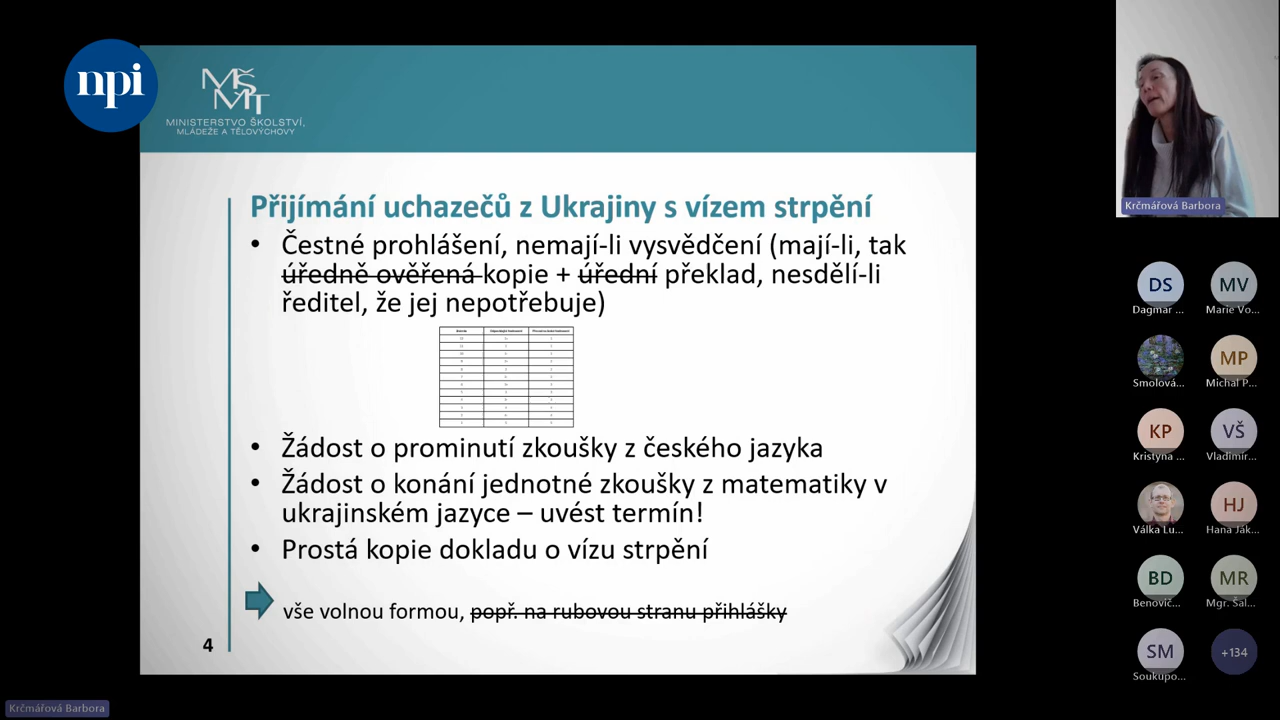 npi
MŠ
MT
MINISTERSTVO ŠKOLSTVÍ,
MLÁDEŽE A TĚLOVÝCHOVY
Přijímání uchazečů z Ukrajiny s vízem strpění
• Čestné prohlášení, nemají-li vysvědčení (mají-li, tak
úředně ověřená kopie + úřední překlad, nesdělí-li
ředitel, že jej nepotřebuje)
• Žádost o prominutí zkoušky z českého jazyka
• Žádost o konání jednotné zkoušky z matematiky v
ukrajinském jazyce – uvést termín!
• Prostá kopie dokladu o vízu strpění
vše volnou formou, popř. na rubovou stranu přihlášky
4
Krčmářová Barbora
DS
MV
Dagmar ...
Marie Vo...
MP
Smolová...
Michal P...
KP
VŠ
Kristýna ...
Vladimír...
HJ
Válka Lu...
Hana Ják...
BD
MR
Benovič...
Mgr. Šal...
SM
+134
Soukupo...
Krčmářová Barbora